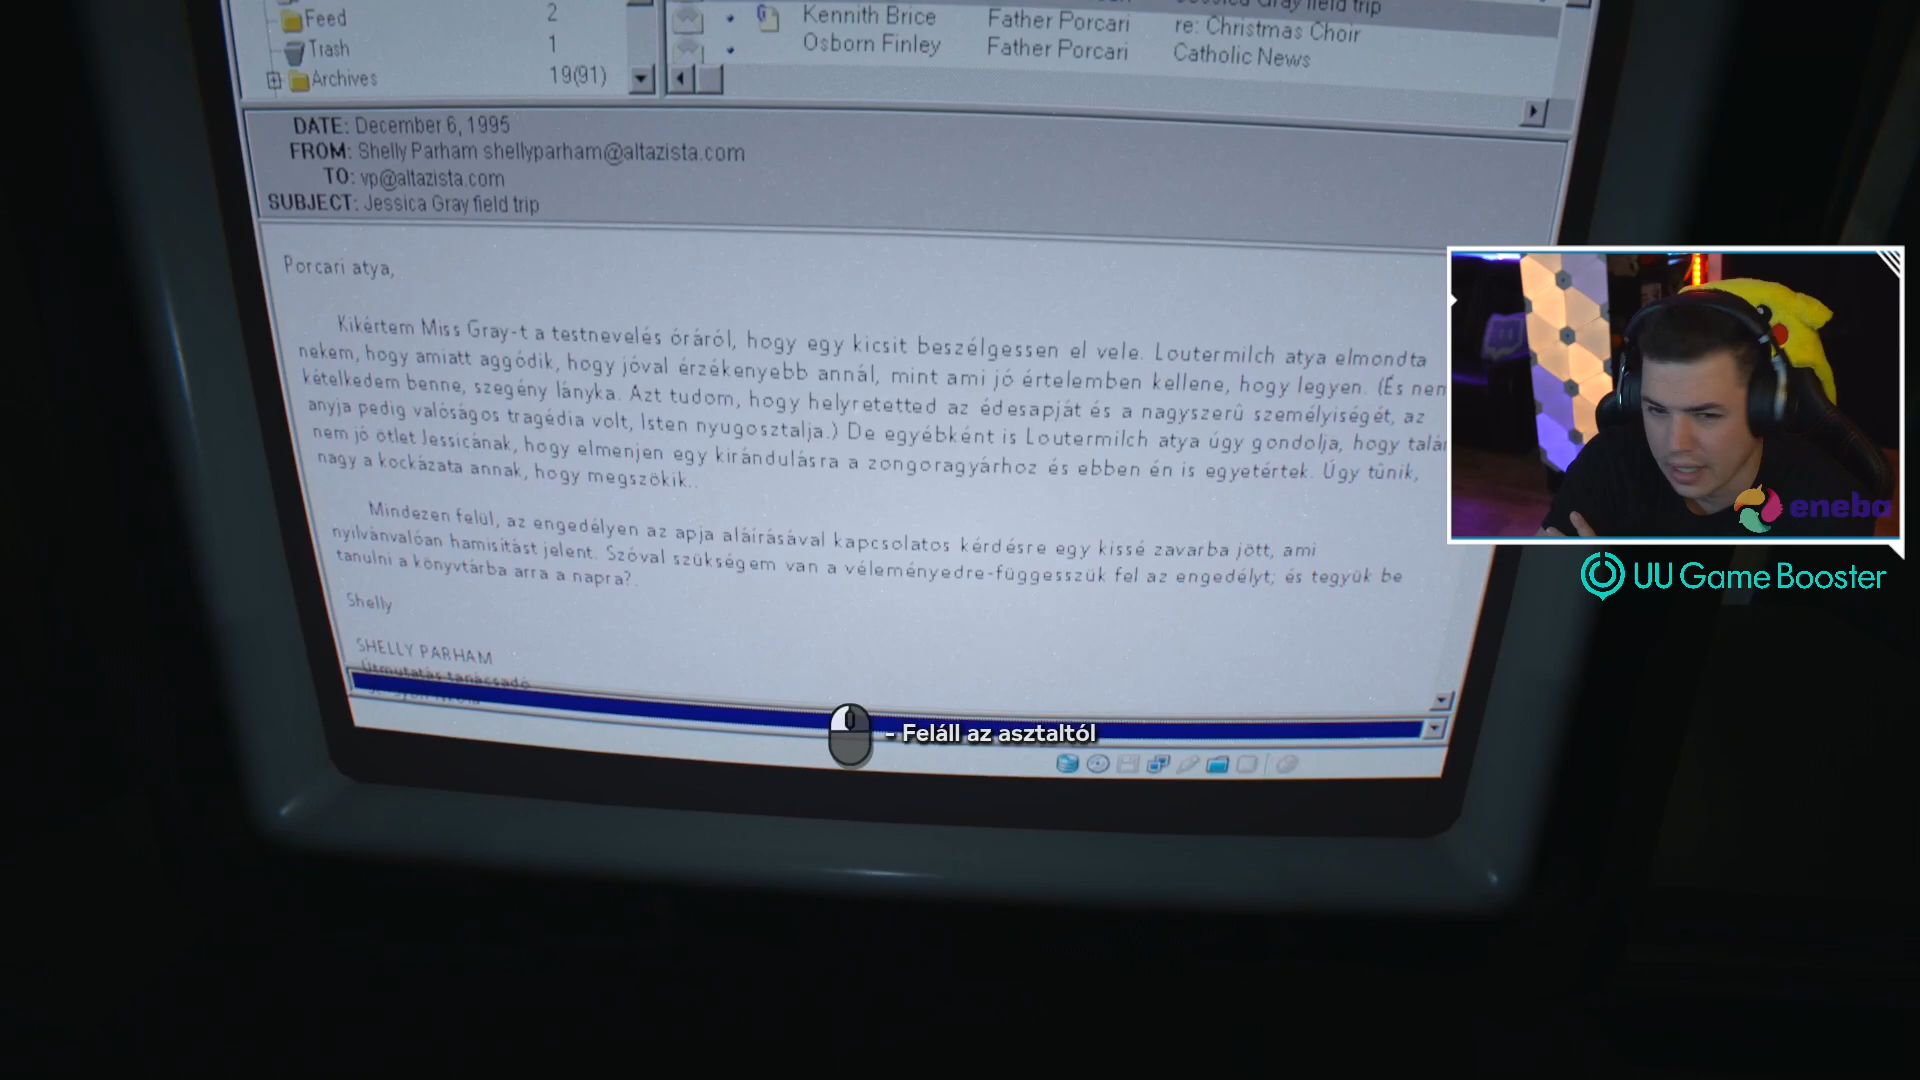 Feed 2
Trash 1
Archives 19(91)
field trip
Kennith Brice Father Porcari re: Christmas Choir
Osborn Finley Father Porcari Catholic News
DATE: December 6, 1995
FROM: Shelly Parham shellyparham@altazista.com
TO: vp@altazista.com
SUBJECT: Jessica Gray field trip
Porcari atya,
Kikértem Miss Gray-t a testnevelés óráról, hogy egy kicsit beszélgessen el vele. Loutermilch atya elmondta
nekem, hogy amiatt aggódik, hogy jóval érzékenyebb annál, mint ami jó értelemben kellene, hogy legyen. (És nem
kételkedem benne, szegény lányka. Azt tudom, hogy helyretetted az édesapját és a nagyszerû személyiségét, az
anyja pedig valóságos tragédia volt, Isten nyugosztalja.) De egyébként is Loutermilch atya úgy gondolja, hogy talán
nem jó ötlet Jessicának, hogy elmenjen egy kirándulásra a zongoragyárhoz és ebben én is egyetértek. Úgy tûnik,
nagy a kockázata annak, hogy megszökik..
Mindezen felül, az engedélyen az apja aláírásával kapcsolatos kérdésre egy kissé zavarba jött, ami
nyilvánvalóan hamisítást jelent. Szóval szükségem van a véleményedre-függesszük fel az engedélyt, és tegyük be
tanulni a könyvtárba arra a napra?.
Shelly
SHELLY PARHAM
Útmutatás tanácsadó
- Feláll az asztaltól
eneba
UU Game Booster